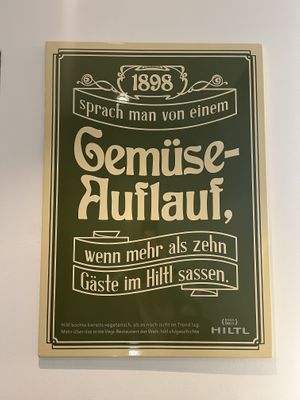 1898
sprach man von einem
Gemüse-
Auflauf,
wenn mehr als zehn
Gäste im Hiltl sassen.
Hiltl kochte bereits vegetarisch, als es noch nicht im Trend lag.
Mehr über das erste Vegi-Restaurant der Welt: hiltl.ch/geschichte
HILTL